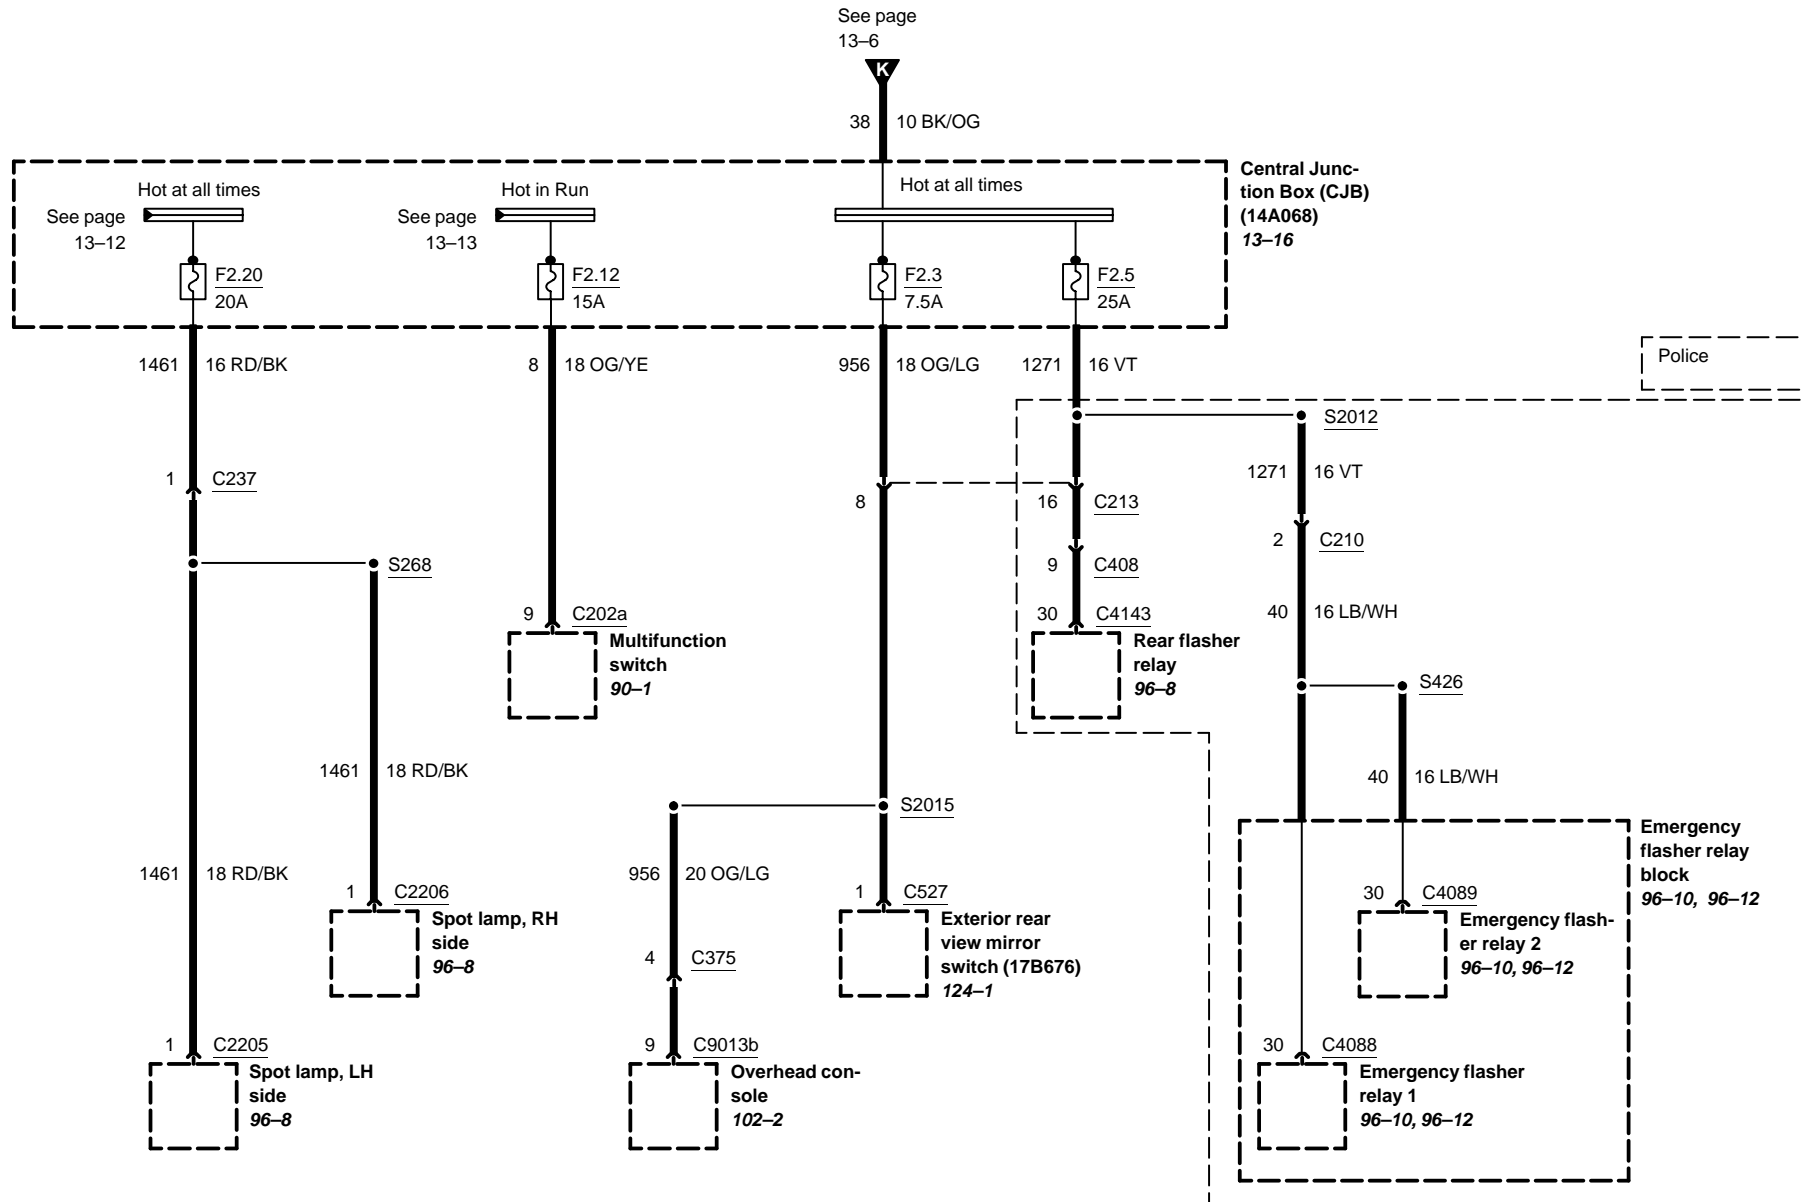 See page
13–6
K
38 10 BK/OG
Central Junc-
tion Box (CJB)
(14A068)
13–16
Hot at all times
Hot in Run
Hot at all times
See page
13–12
See page
13–13
F2.20
20A
F2.12
15A
F2.3
7.5A
F2.5
25A
Police
1461 16 RD/BK
8 18 OG/YE
956 18 OG/LG
1271 16 VT
S2012
1271 16 VT
1 C237
8
16 C213
2 C210
S268
9 C408
9 C202a
30 C4143
40 16 LB/WH
Multifunction
switch
90–1
Rear flasher
relay
96–8
S426
1461 18 RD/BK
40 16 LB/WH
S2015
Emergency
flasher relay
block
96–10, 96–12
1461 18 RD/BK
956 20 OG/LG
1 C2206
1 C527
30 C4089
Spot lamp, RH
side
96–8
Exterior rear
view mirror
switch (17B676)
124–1
Emergency flash-
er relay 2
96–10, 96–12
4 C375
1 C2205
9 C9013b
30 C4088
Spot lamp, LH
side
96–8
Overhead con-
sole
102–2
Emergency flasher
relay 1
96–10, 96–12